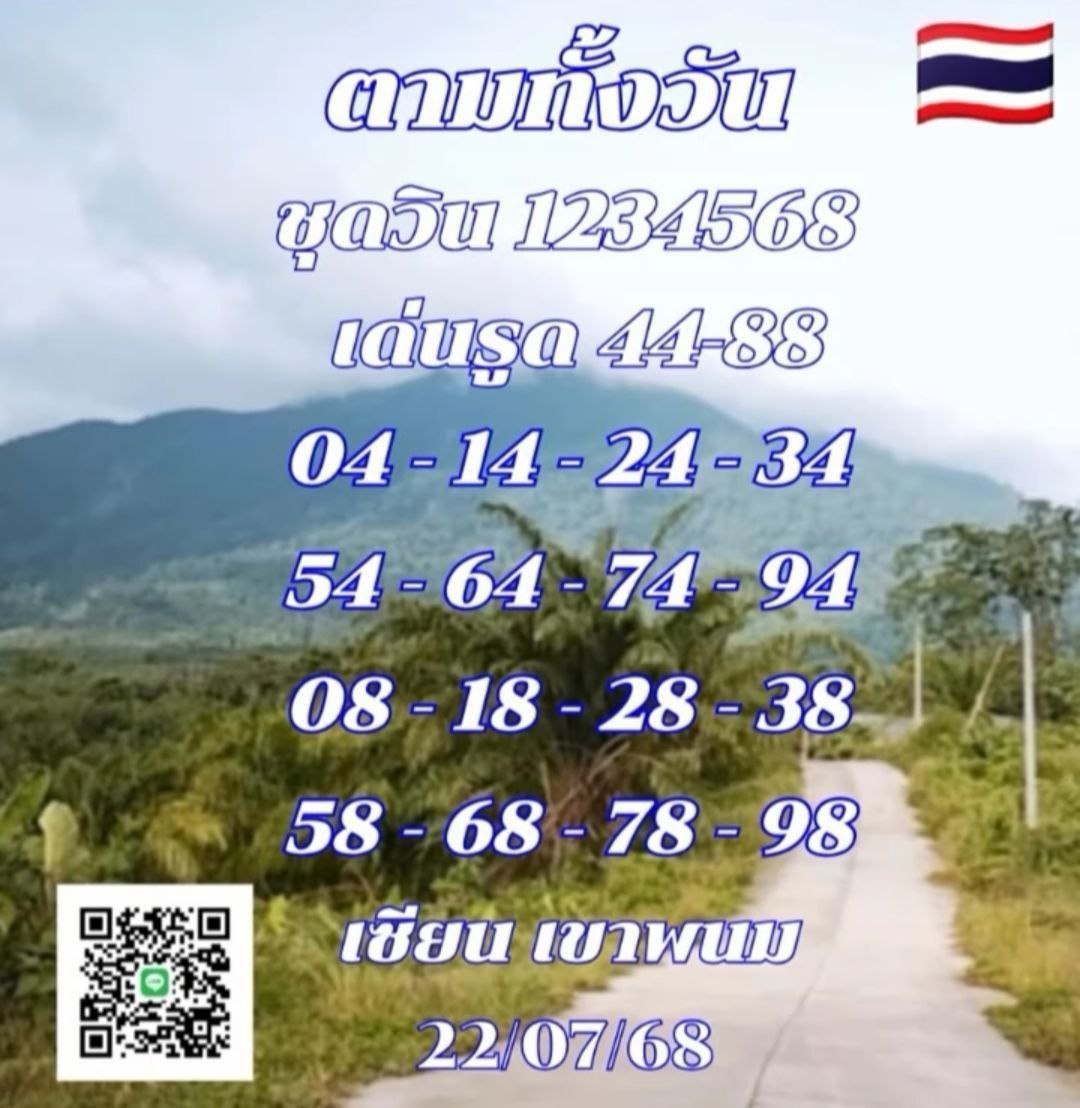 ตามทั้งวัน
ชุดวิน 1234568
เด่นรูด 44-88
04 - 14 - 24 - 34
54 - 64 - 74 - 94
08 - 18 - 28 - 38
58 - 68 - 78 - 98
เซียน เขาพนม
22/07/68